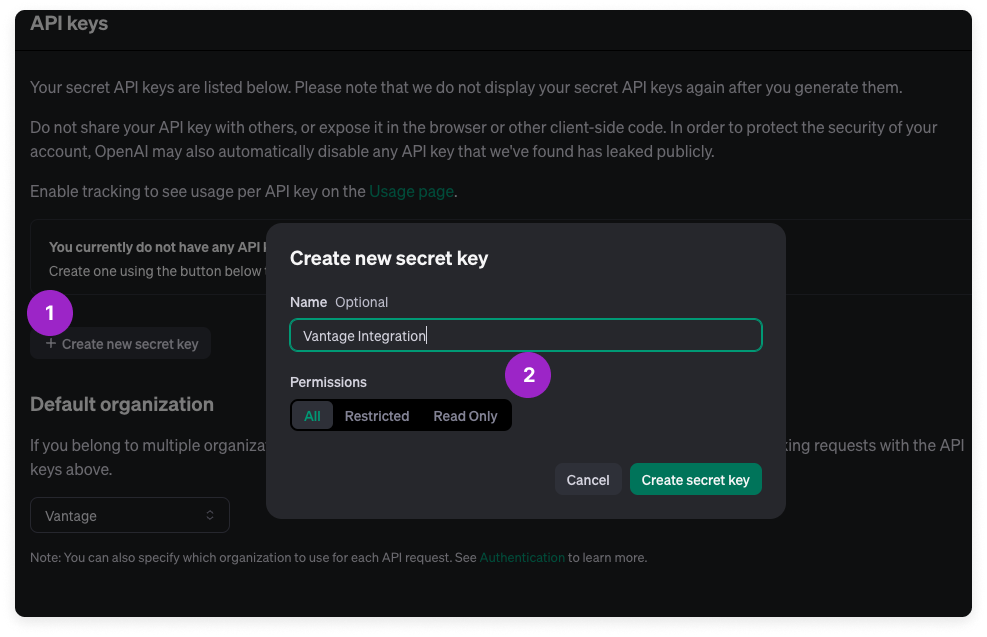 API keys
Your secret API keys are listed below. Please note that we do not display your secret API keys again after you generate them.
Do not share your API key with others, or expose it in the browser or other client-side code. In order to protect the security of your
account, OpenAI may also automatically disable any API key that we've found has leaked publicly.
Enable tracking to see usage per API key on the Usage page.
You currently do not have any API
Create one using the button below
1
+ Create new secret key
Create new secret key
Name Optional
Vantage Integration
2
Permissions
All Restricted Read Only
Cancel Create secret key
Default organization
If you belong to multiple requests with the API
keys above.
Vantage
Note: You can also specify which organization to use for each API request. See Authentication to learn more.